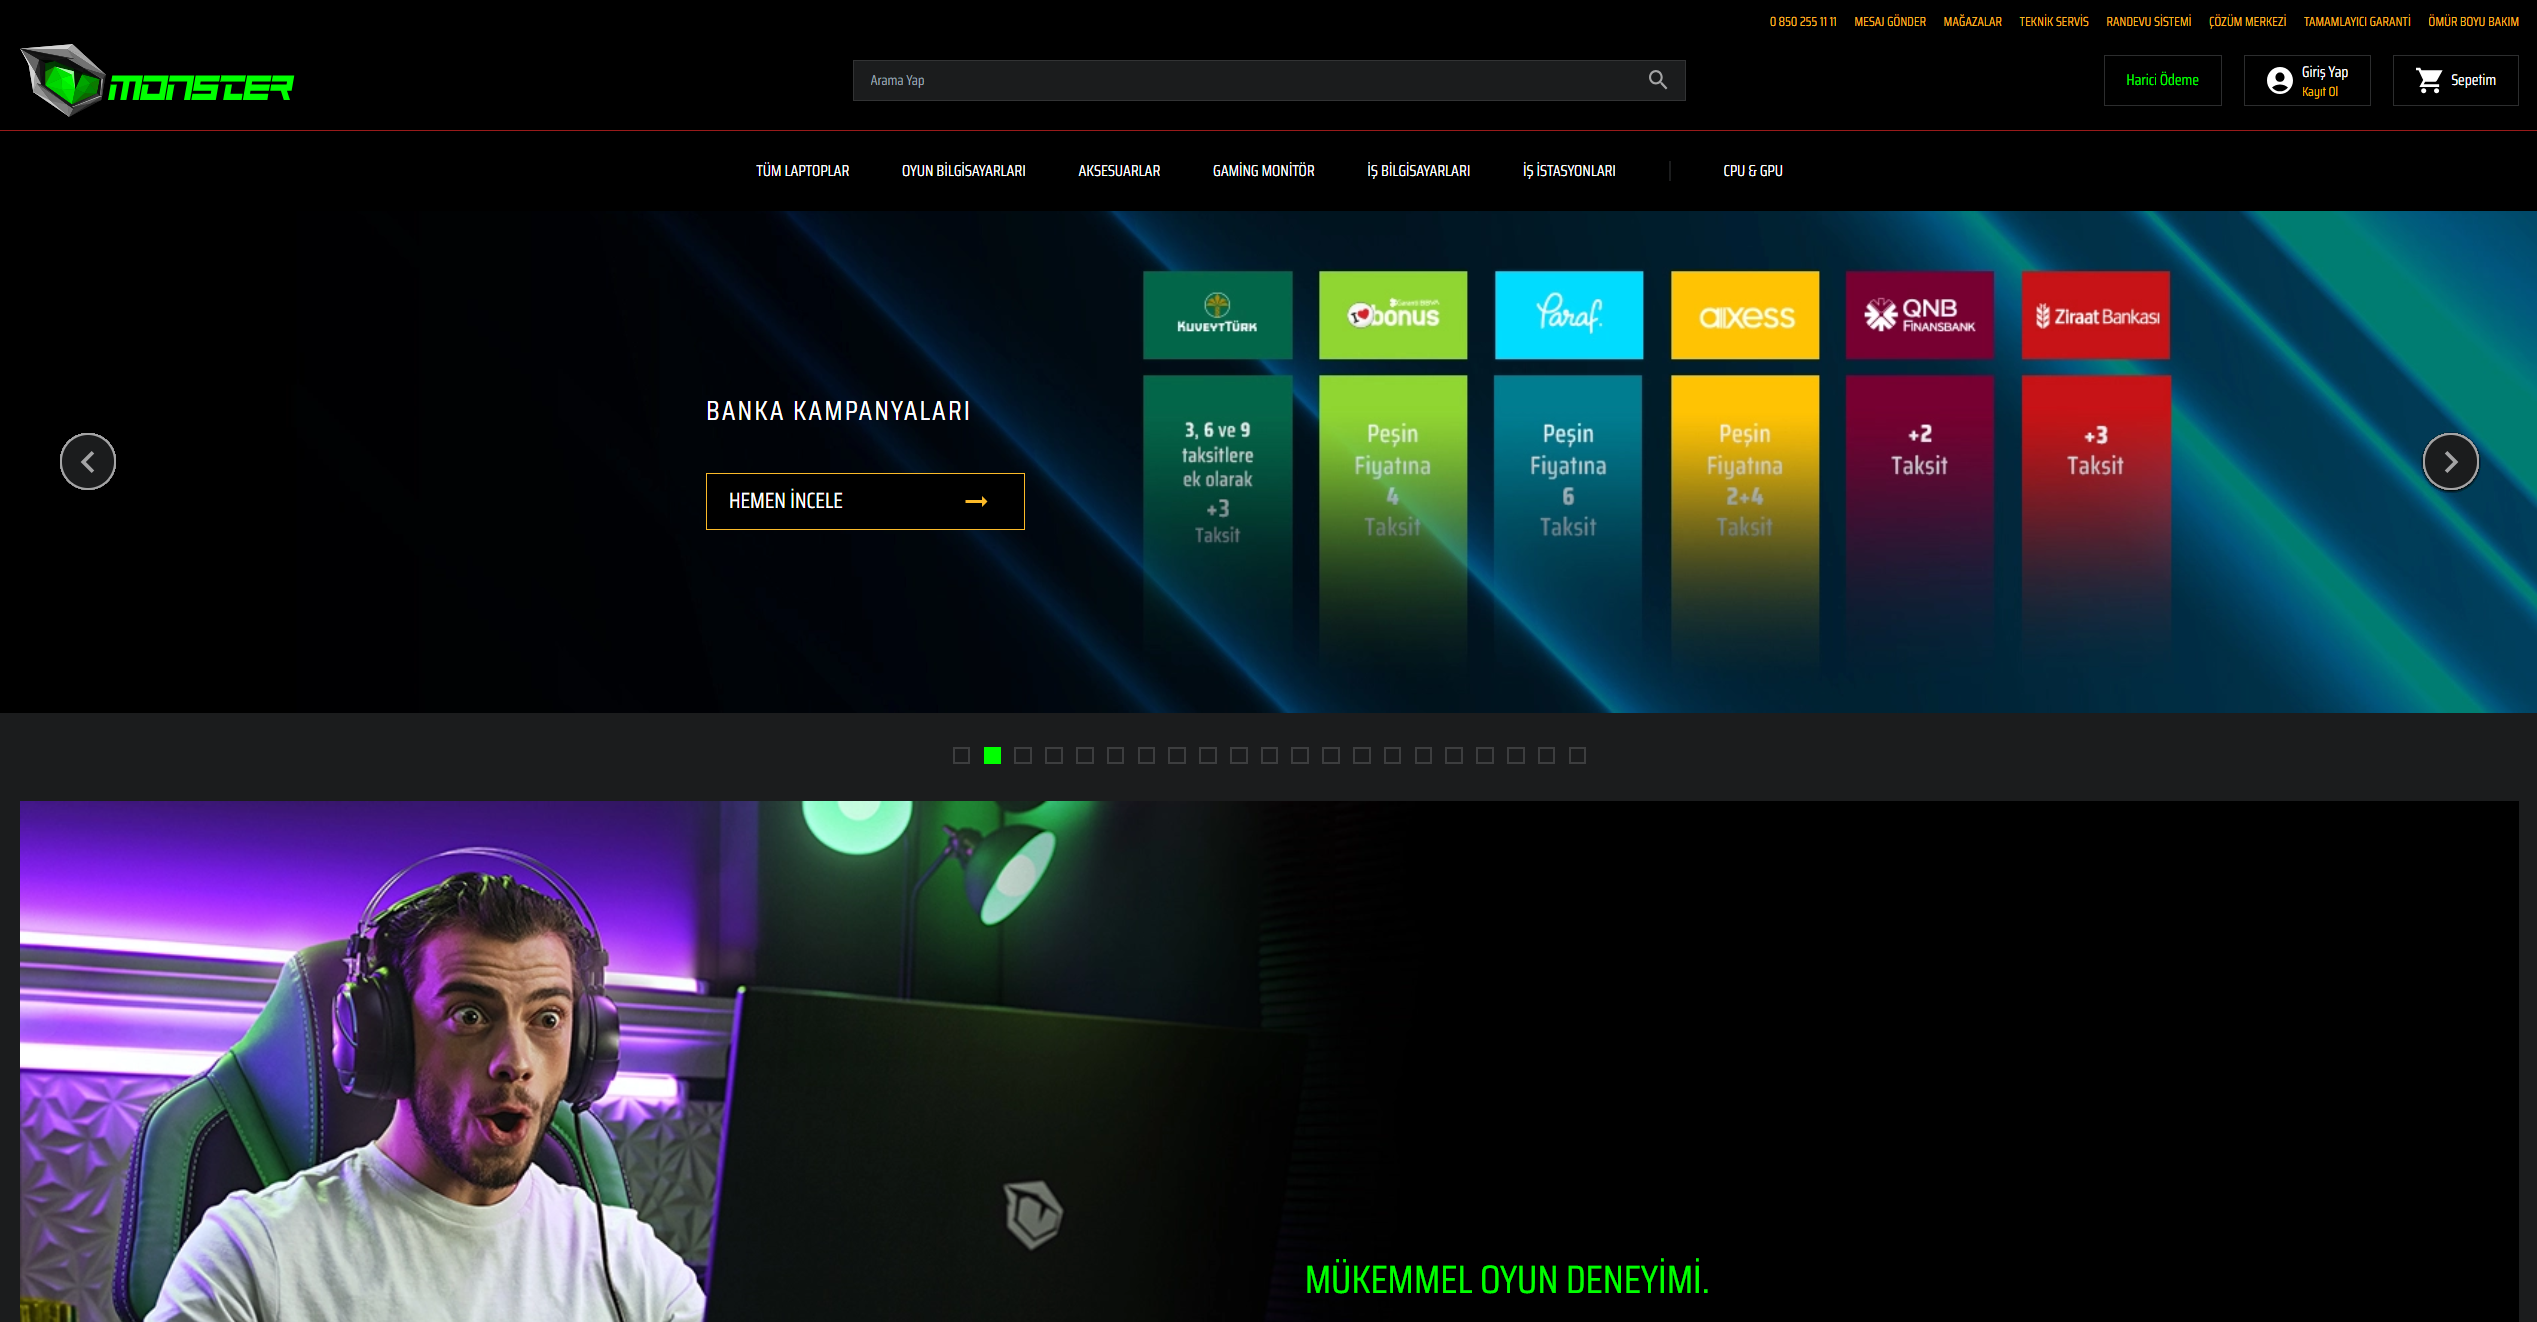 0 850 255 11 11 MESAJ GÖNDER MAĞAZALAR TEKNİK SERVİS RANDEVU SİSTEMİ ÇÖZÜM MERKEZİ TAMAMLAYICI GARANTİ ÖMÜR BOYU BAKIM
MONSTER
Arama Yap
Harici Ödeme
Giriş Yap
Kayıt Ol
Sepetim
TÜM LAPTOPLAR OYUN BİLGİSAYARLARI AKSESUARLAR GAMİNG MONİTÖR İŞ BİLGİSAYARLARI İŞ İSTASYONLARI CPU & GPU
BANKA KAMPANYALARI
HEMEN İNCELE
KUVEYTTÜRK
3, 6 ve 9
taksitlere
ek olarak
+3
Taksit
bonus
Peşin
Fiyatına
4
Taksit
Paraf.
Peşin
Fiyatına
6
Taksit
axess
Peşin
Fiyatına
2+4
Taksit
QNB
FİNANSBANK
+2
Taksit
Ziraat Bankası
+3
Taksit
MÜKEMMEL OYUN DENEYİMİ.